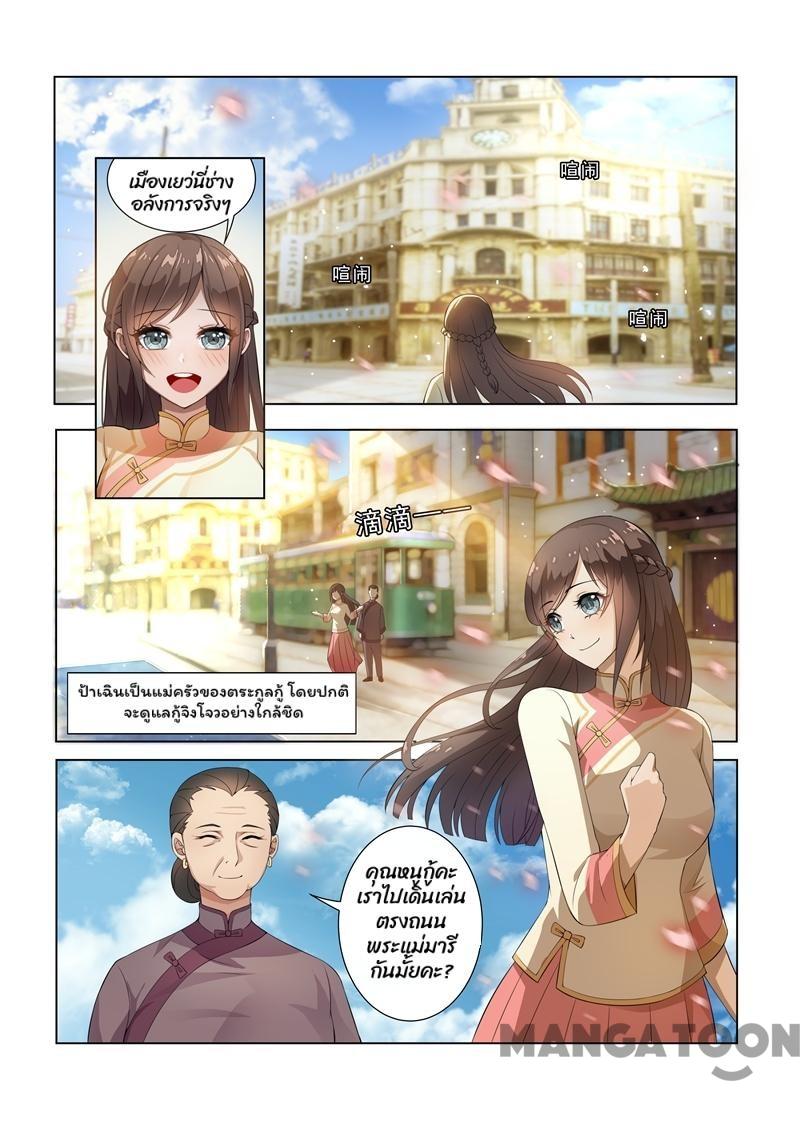 เมืองเยว่นี่ช่าง
อลังการจริงๆ
喧闹
喧闹
喧闹
滴滴——
ป้าเฉินเป็นแม่ครัวของตระกูลกู้ โดยปกติ
จะดูแลกู้จิงโจวอย่างใกล้ชิด
คุณหนูกู้คะ
เราไปเดินเล่น
ตรงถนน
พระแม่มารี
กันมั้ยคะ?
MANGATOON